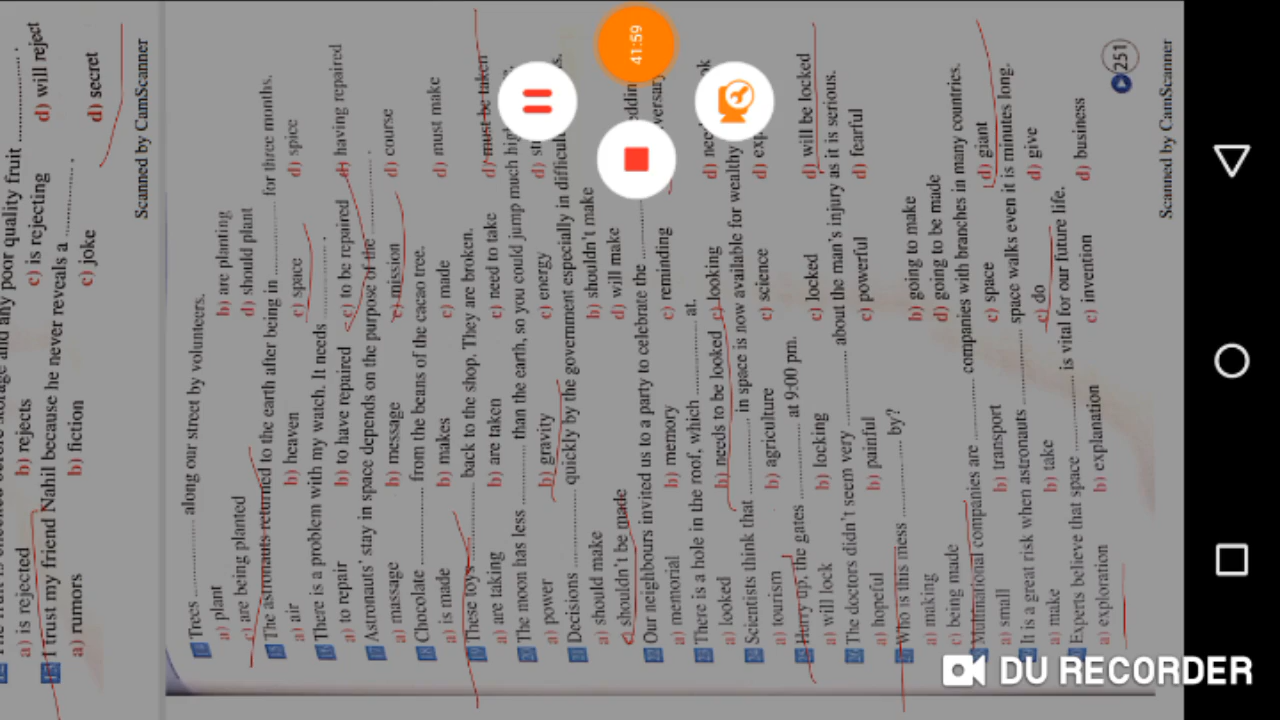 storage and any poor quality fruit ..........
a) is rejected b) rejects c) is rejecting d) will reject
I trust my friend Nahil because he never reveals a .......... .
a) rumors b) fiction c) joke d) secret
Scanned by CamScanner
14 Trees .......... along our street by volunteers.
a) plant b) are planting
c) are being planted d) should plant
15 The astronauts returned to the earth after being in .......... for three months.
a) air b) heaven c) space d) space
16 There is a problem with my watch. It needs .......... .
a) to repair b) to have repaired c) to be repaired d) having repaired
17 Astronauts' stay in space depends on the purpose of the .......... .
a) massage b) message c) mission d) course
18 Chocolate .......... from the beans of the cacao tree.
a) is made b) makes c) made d) must make
19 These toys .......... back to the shop. They are broken.
a) are taking b) are taken c) need to take d) must be taken
20 The moon has less .......... than the earth, so you could jump much
a) power b) gravity c) energy d)
21 Decisions .......... quickly by the government especially in
a) should make b) shouldn't make
c) shouldn't be made d) will make
22 Our neighbours invited us to a party to celebrate the ..........
a) memorial b) memory c) reminding
23 There is a hole in the roof, which .......... at.
a) looked b) needs to be looked c) looking d)
24 Scientists think that .......... in space is now available for wealthy
a) tourism b) agriculture c) science d)
25 Hurry up, the gates .......... at 9:00 pm.
a) will lock b) locking c) locked d) will be locked
26 The doctors didn't seem very .......... about the man's injury as it is serious.
a) hopeful b) painful c) powerful d) fearful
Who is this mess .......... by?
a) making b) going to make
c) being made d) going to be made
Multinational companies are .......... companies with branches in many countries.
a) small b) transport c) space d) giant
It is a great risk when astronauts .......... space walks even it is minutes long.
a) make b) take c) do d) give
Experts believe that space .......... is vital for our future life.
a) exploration b) explanation c) invention d) business
251
Scanned by CamScanner
41:59
DU RECORDER